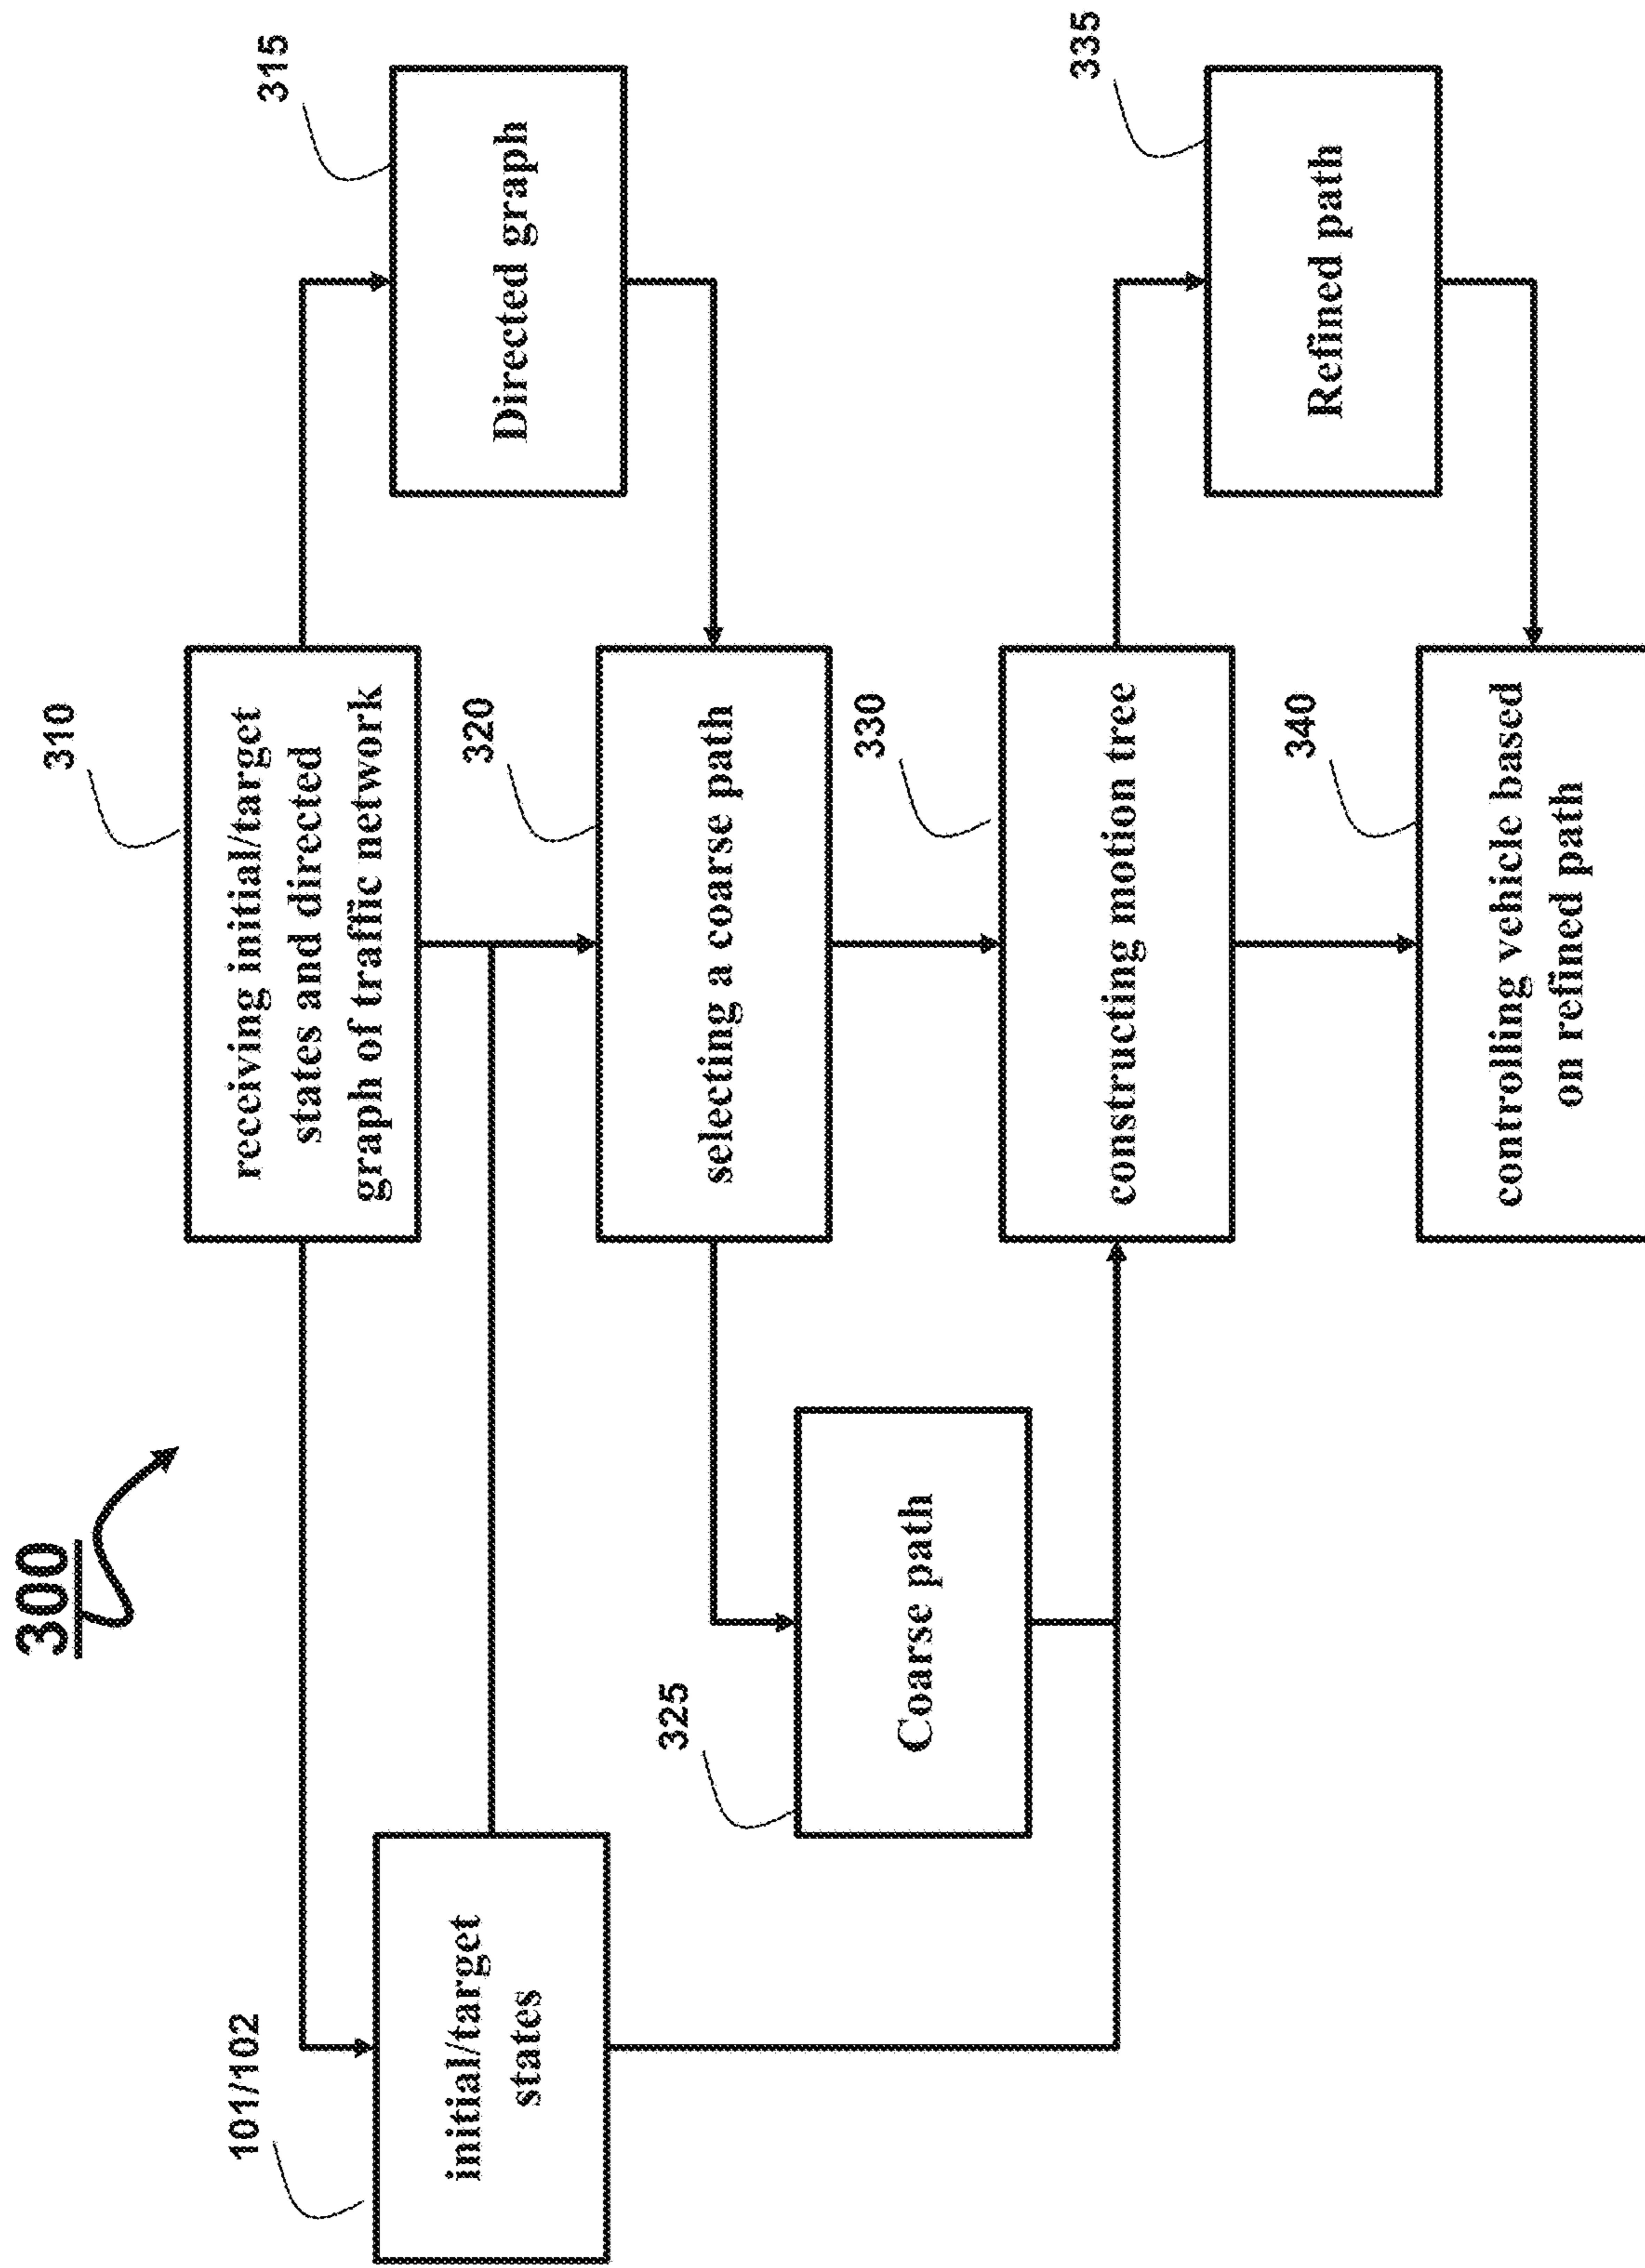 300
310
receiving initial/target
states and directed
graph of traffic network
101/102
initial/target
states
315
Directed graph
320
selecting a coarse path
325
Coarse path
330
constructing motion tree
335
Refined path
340
controlling vehicle based
on refined path